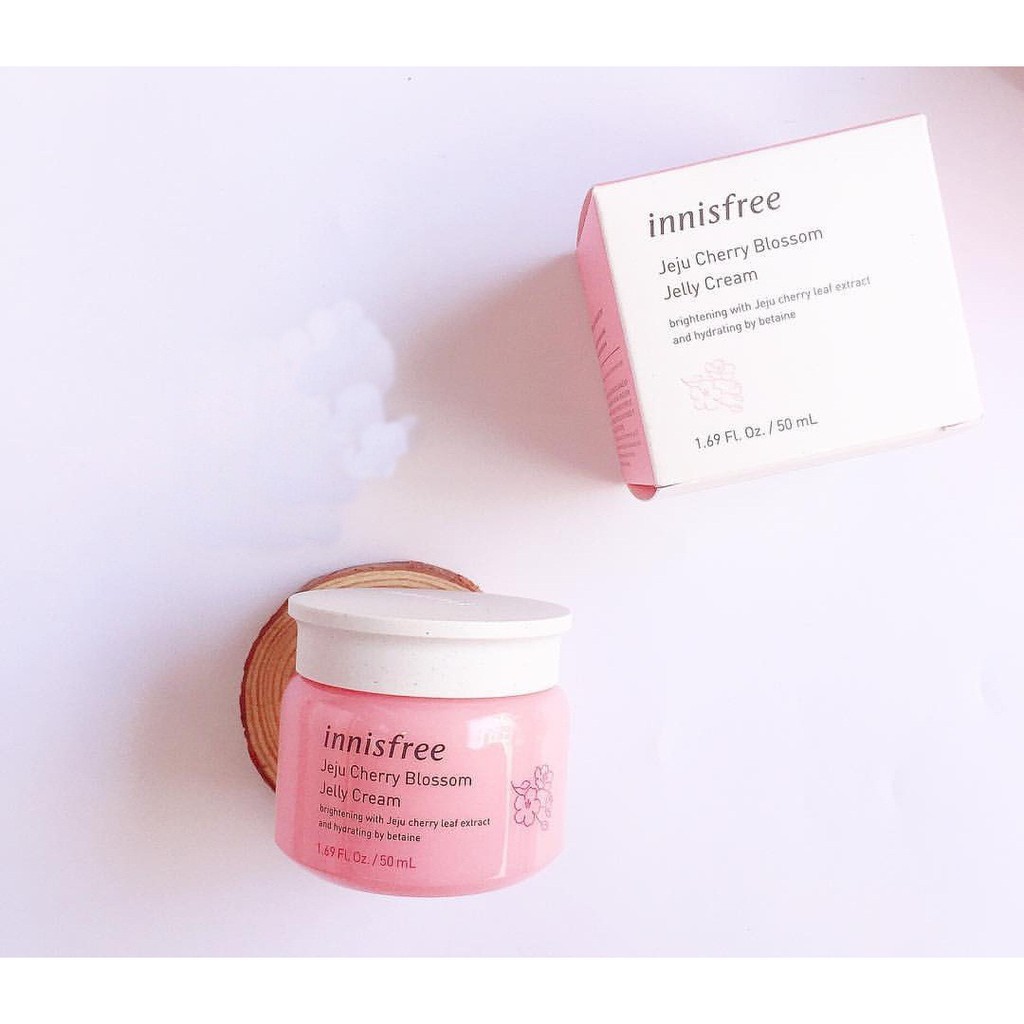 innisfree
Jeju Cherry Blossom
Jelly Cream
brightening with Jeju cherry leaf extract
and hydrating by betaine
1.69 Fl. Oz. / 50 mL
innisfree
Jeju Cherry Blossom
Jelly Cream
brightening with Jeju cherry leaf extract
and hydrating by betaine
1.69 Fl. Oz. / 50 mL